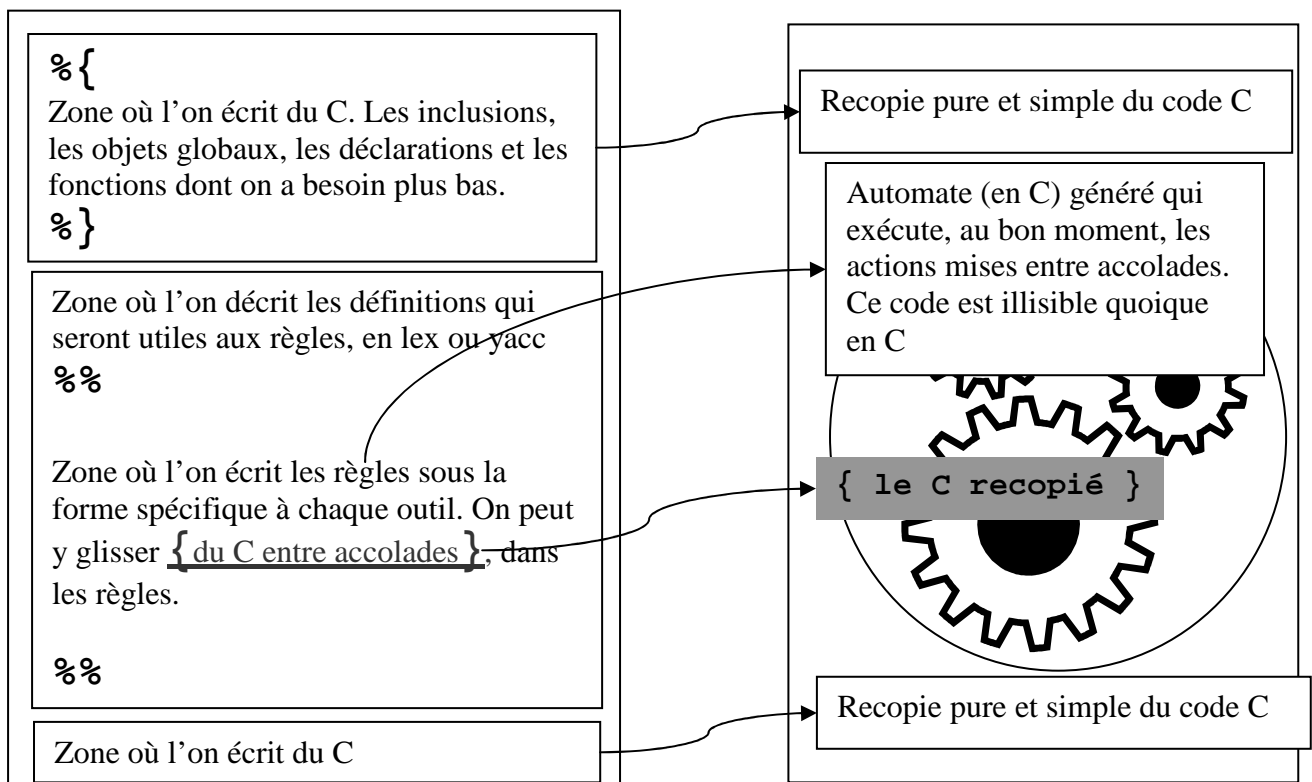 %{
Zone où l’on écrit du C. Les inclusions,
les objets globaux, les déclarations et les
fonctions dont on a besoin plus bas.
%}
Zone où l’on décrit les définitions qui
seront utiles aux règles, en lex ou yacc
%%
Zone où l’on écrit les règles sous la
forme spécifique à chaque outil. On peut
y glisser {du C entre accolades}, dans
les règles.
%%
Zone où l’on écrit du C
Recopie pure et simple du code C
Automate (en C) généré qui
exécute, au bon moment, les
actions mises entre accolades.
Ce code est illisible quoique
en C
{ le C recopié }
Recopie pure et simple du code C